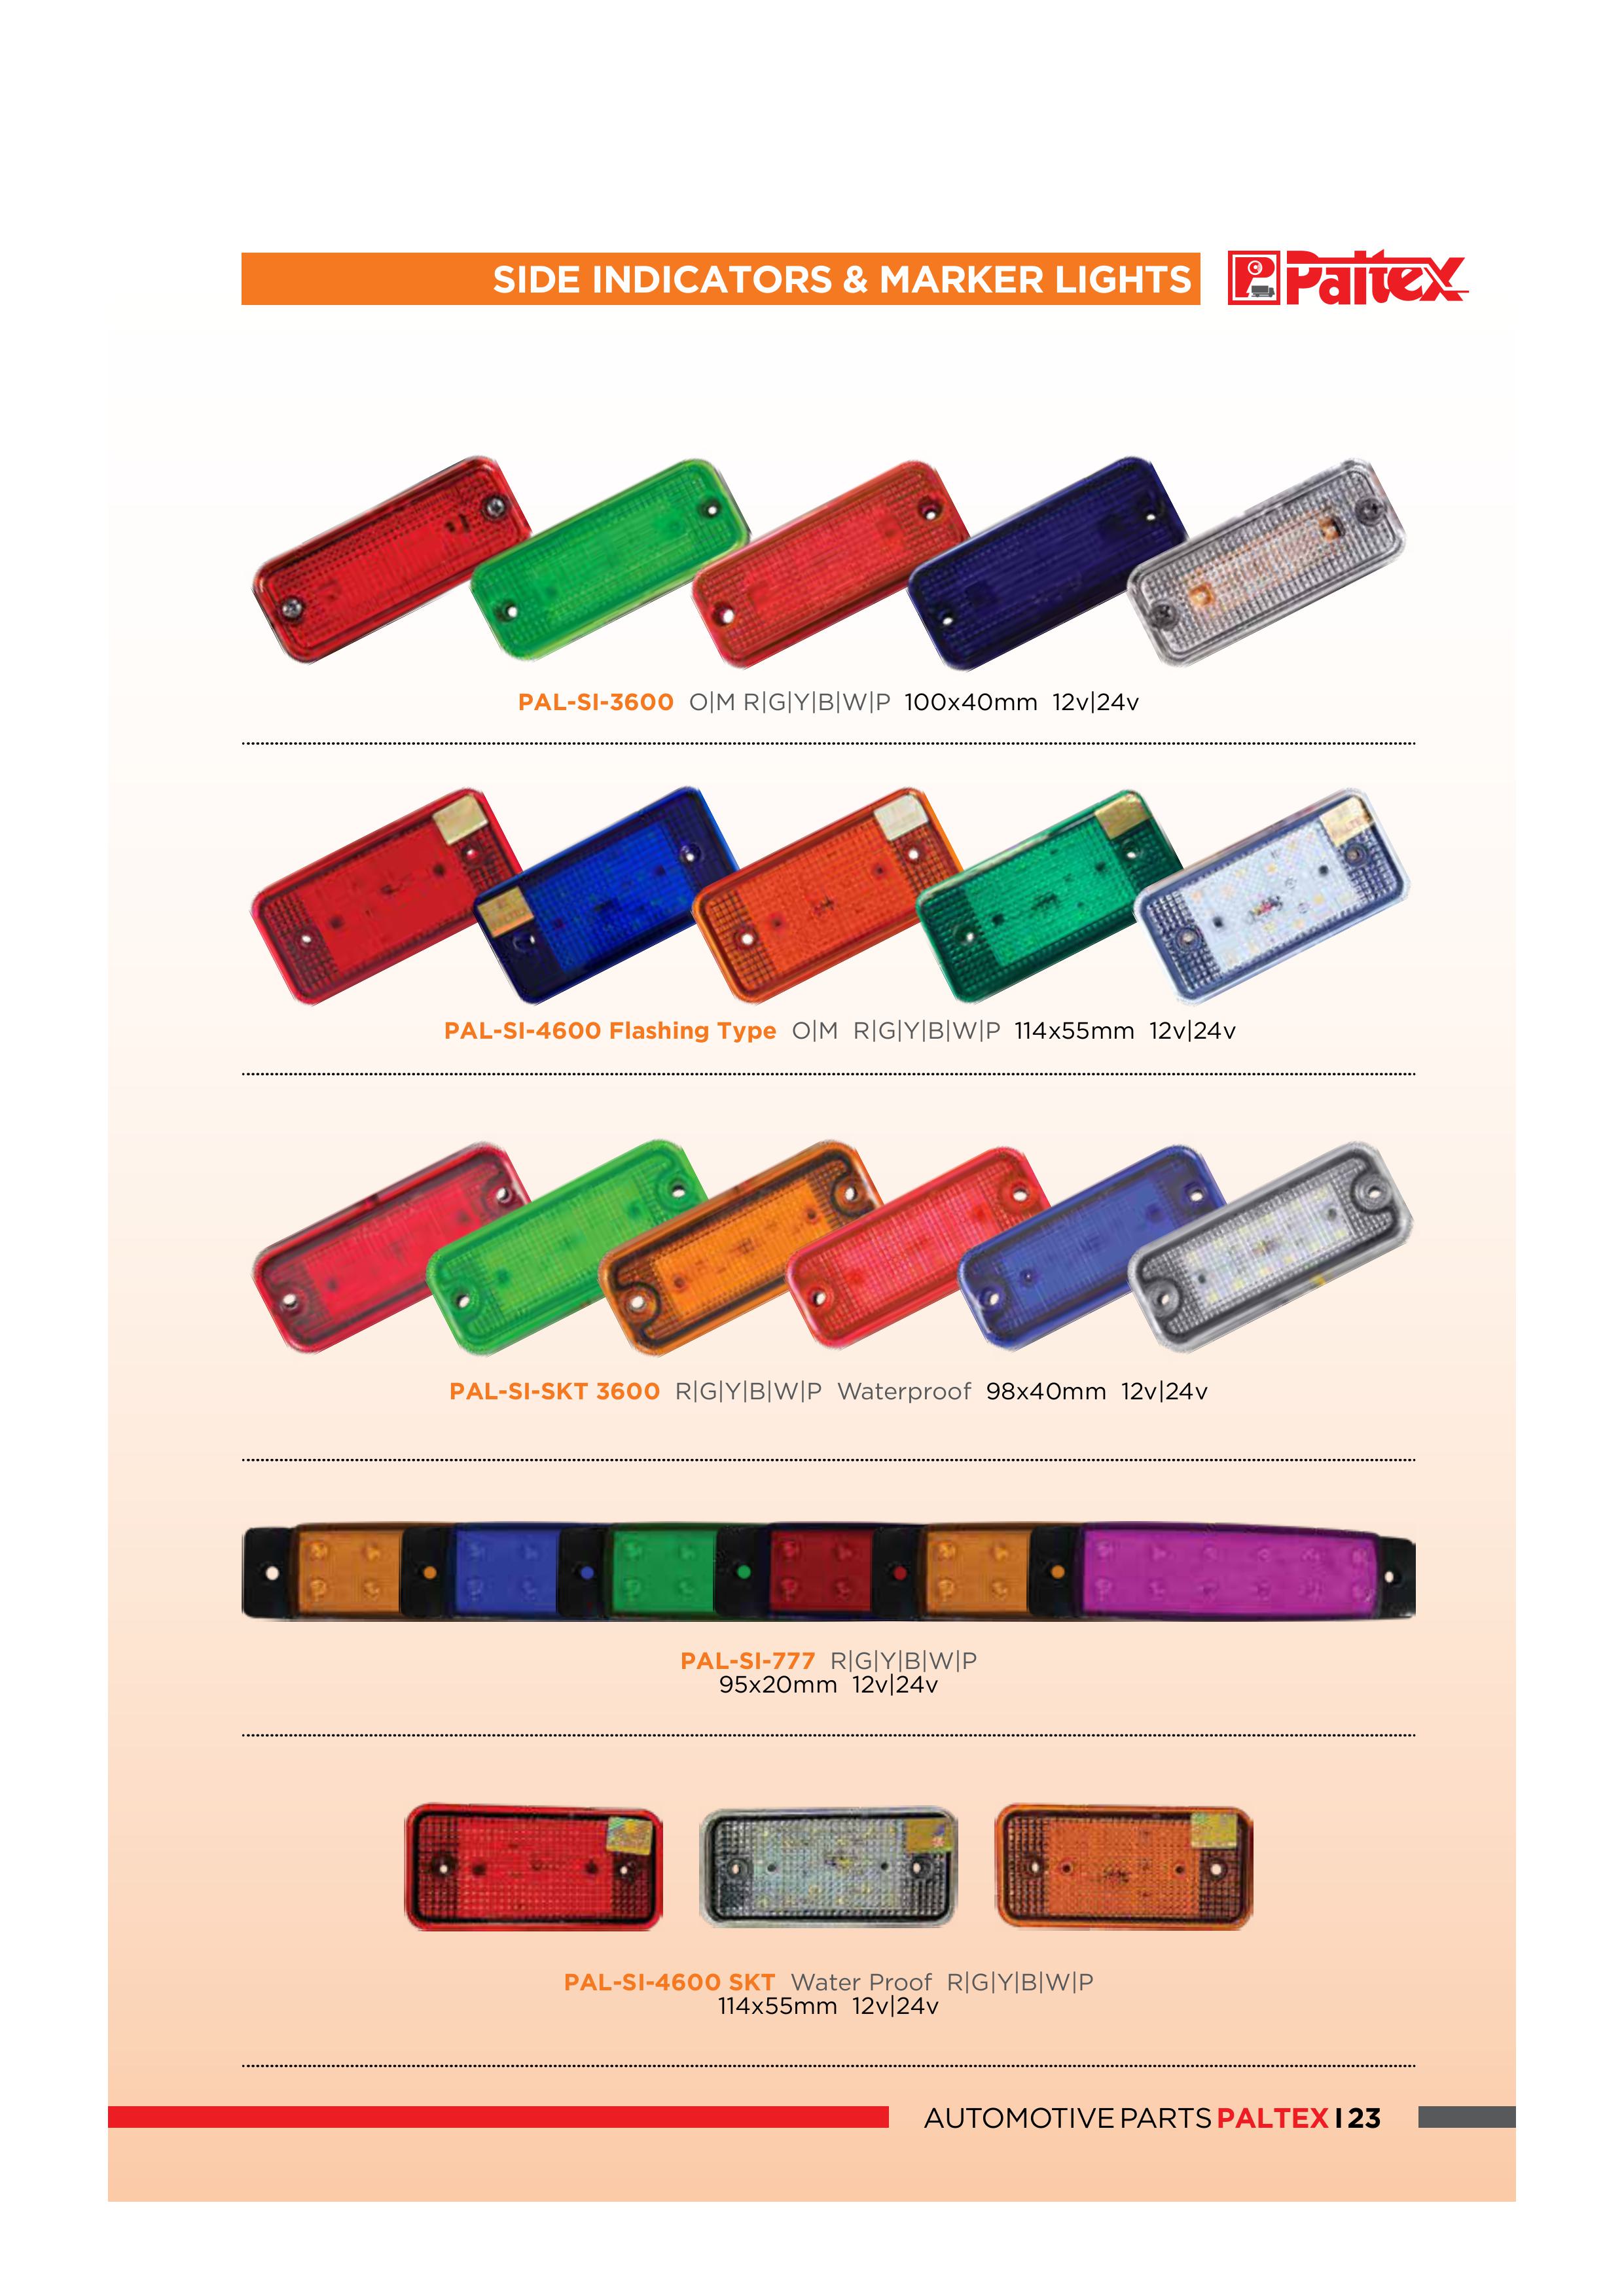 SIDE INDICATORS & MARKER LIGHTS
Paltex
PAL-SI-3600 O|M R|G|Y|B|W|P 100x40mm 12v|24v
PAL-SI-4600 Flashing Type O|M R|G|Y|B|W|P 114x55mm 12v|24v
PAL-SI-SKT 3600 R|G|Y|B|W|P Waterproof 98x40mm 12v|24v
PAL-SI-777 R|G|Y|B|W|P
95x20mm 12v|24v
PAL-SI-4600 SKT Water Proof R|G|Y|B|W|P
114x55mm 12v|24v
AUTOMOTIVE PARTS PALTEX I 23